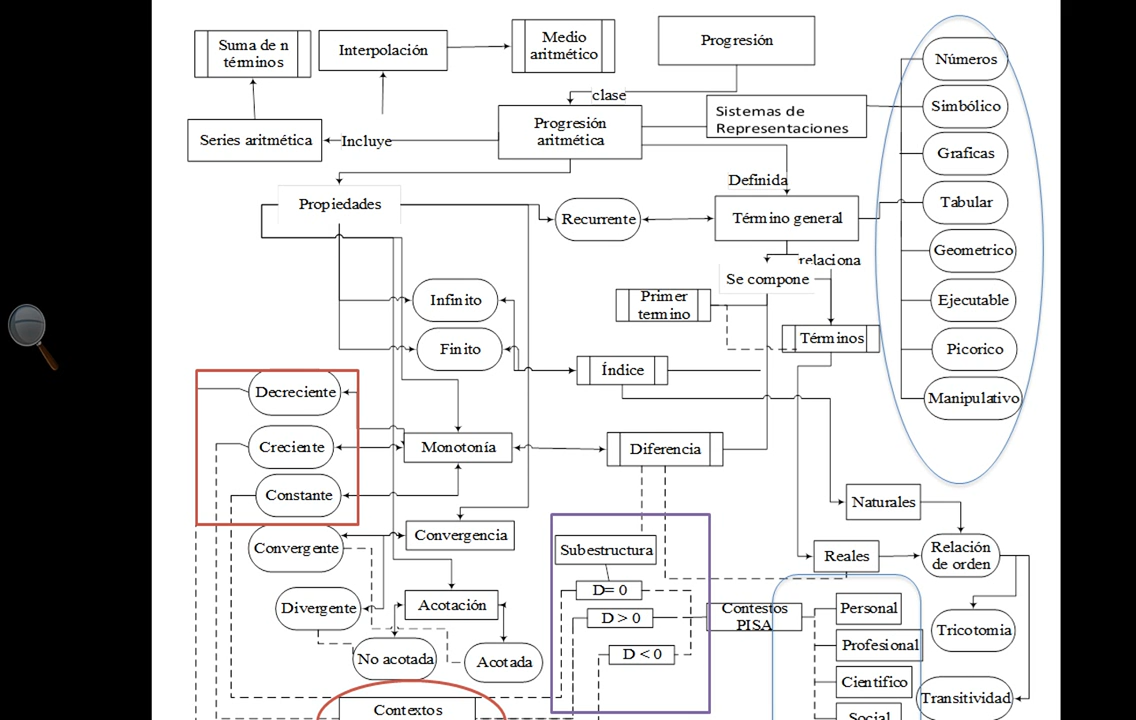 Suma de n
términos
Interpolación
Medio
aritmético
Progresión
Números
clase
Simbólico
Sistemas de
Representaciones
Progresión
aritmética
Series aritmética
Incluye
Graficas
Definida
Propiedades
Recurrente
Término general
Tabular
relaciona
Geometrico
Se compone
Infinito
Primer
termino
Ejecutable
Términos
Finito
Picorico
Índice
Decreciente
Manipulativo
Creciente
Monotonía
Diferencia
Constante
Naturales
Convergencia
Convergente
Subestructura
Reales
Relación
de orden
D= 0
Divergente
Acotación
D > 0
Contestos
PISA
Personal
Tricotomia
Profesional
No acotada
Acotada
D < 0
Cientifico
Transitividad
Contextos
Social